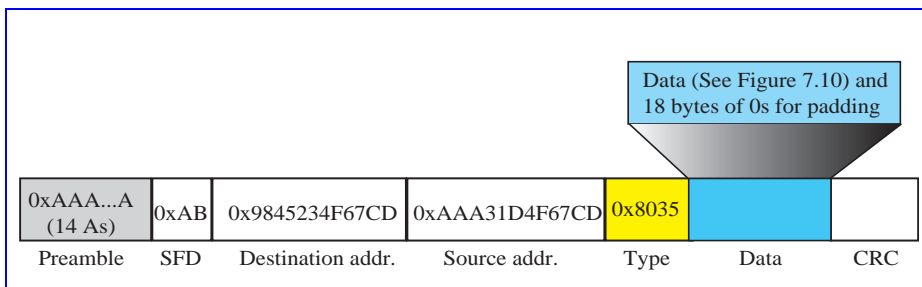 Data (See Figure 7.10) and
18 bytes of 0s for padding
0xAAA...A
(14 As)
0xAB
0x9845234F67CD
0xAAA31D4F67CD
0x8035
Preamble
SFD
Destination addr.
Source addr.
Type
Data
CRC